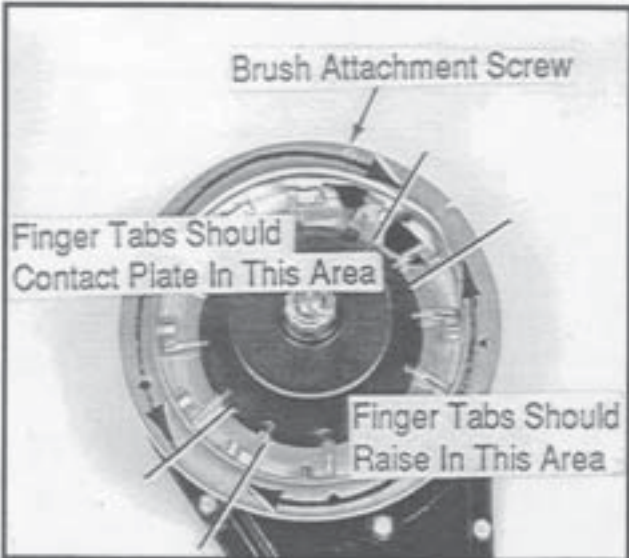 Brush Attachment Screw
Finger Tabs Should
Contact Plate In This Area
Finger Tabs Should
Raise In This Area